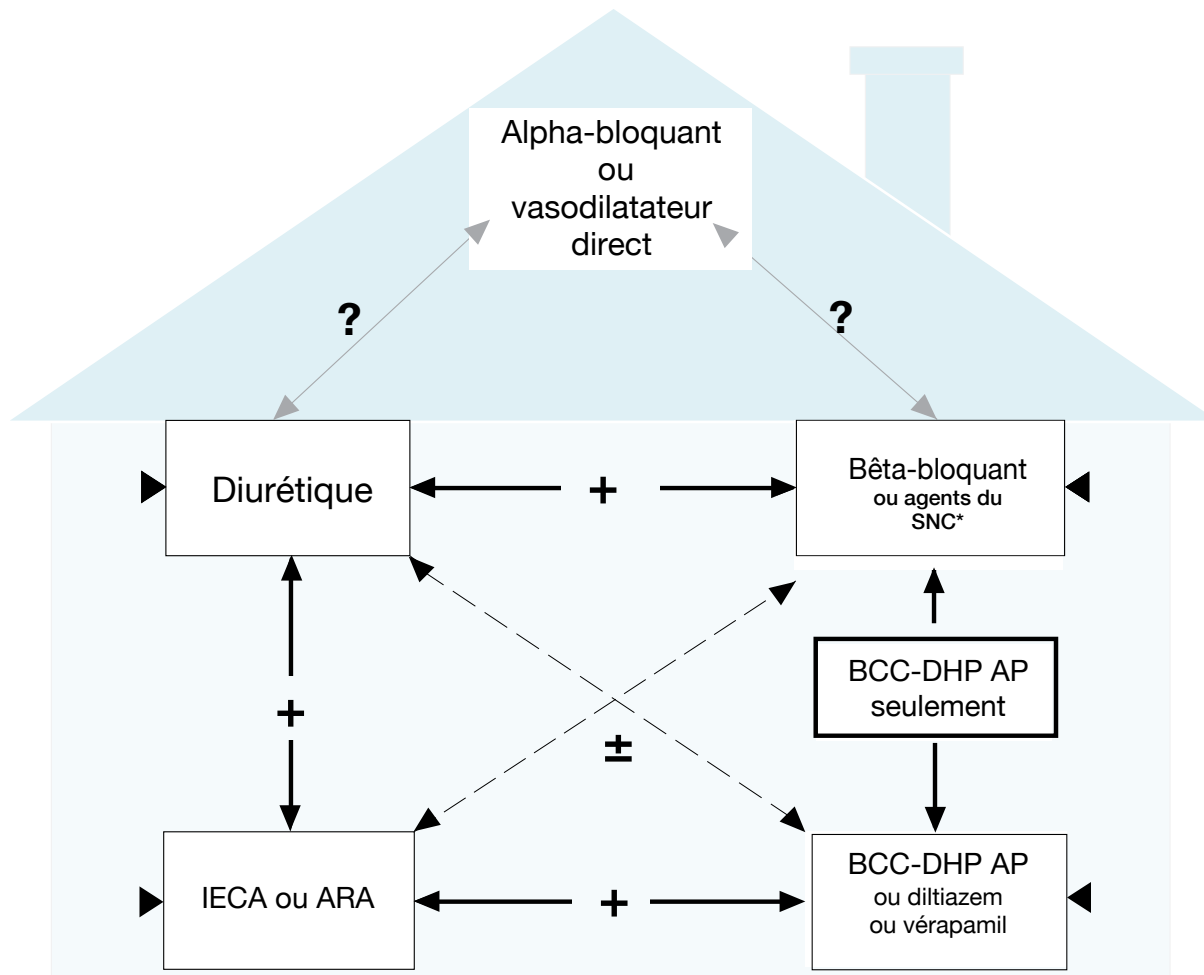 Alpha-bloquant
ou
vasodilatateur
direct
?
?
Diurétique
+
Bêta-bloquant
ou agents du
SNC*
BCC-DHP AP
seulement
+
±
IECA ou ARA
+
BCC-DHP AP
ou diltiazem
ou vérapamil